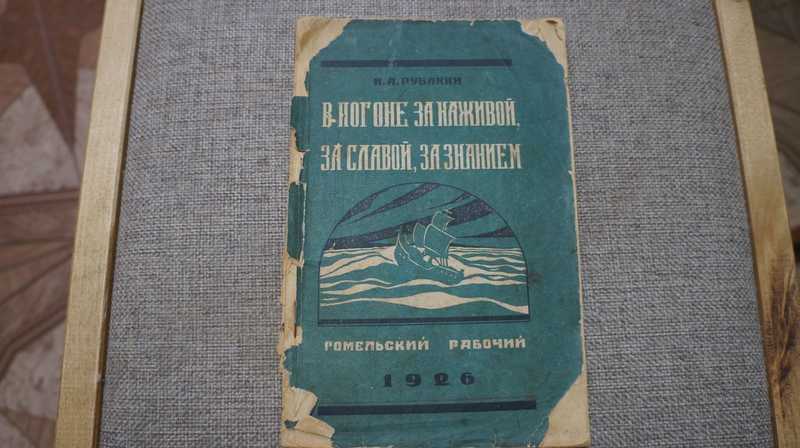 Н. А. РУБАКИН
В ПОГОНЕ ЗА НАЖИВОЙ,
ЗА СЛАВОЙ, ЗА ЗНАНИЕМ
ГОМЕЛЬСКИЙ РАБОЧИЙ
1926